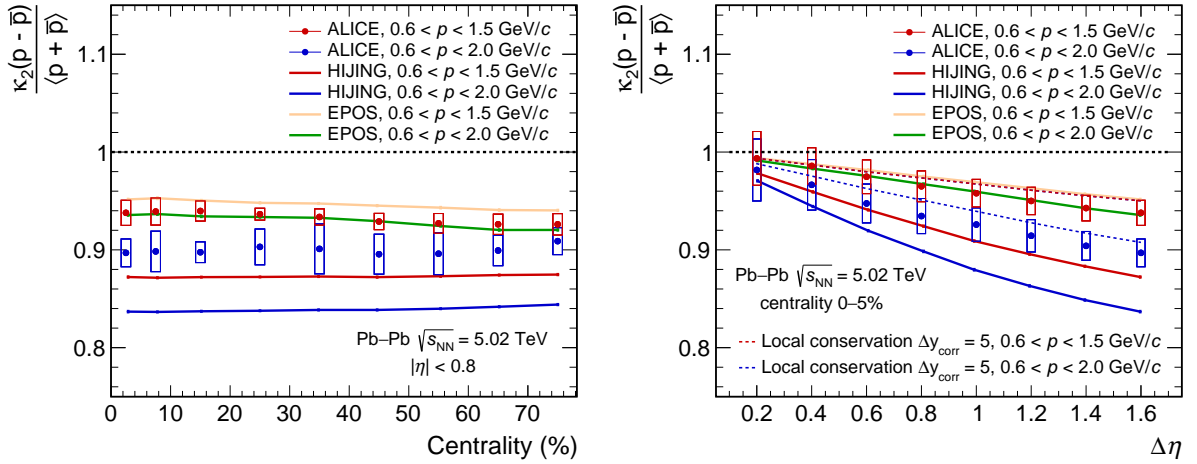 κ₂(p - p̅)
⟨p + p̅⟩
1.1
1
0.9
0.8
ALICE, 0.6 < p < 1.5 GeV/c
ALICE, 0.6 < p < 2.0 GeV/c
HIJING, 0.6 < p < 1.5 GeV/c
HIJING, 0.6 < p < 2.0 GeV/c
EPOS, 0.6 < p < 1.5 GeV/c
EPOS, 0.6 < p < 2.0 GeV/c
Pb–Pb √sNN = 5.02 TeV
|η| < 0.8
0 10 20 30 40 50 60 70
Centrality (%)
κ₂(p - p̅)
⟨p + p̅⟩
1.1
1
0.9
0.8
ALICE, 0.6 < p < 1.5 GeV/c
ALICE, 0.6 < p < 2.0 GeV/c
HIJING, 0.6 < p < 1.5 GeV/c
HIJING, 0.6 < p < 2.0 GeV/c
EPOS, 0.6 < p < 1.5 GeV/c
EPOS, 0.6 < p < 2.0 GeV/c
Pb–Pb √sNN = 5.02 TeV
centrality 0–5%
Local conservation Δycorr = 5, 0.6 < p < 1.5 GeV/c
Local conservation Δycorr = 5, 0.6 < p < 2.0 GeV/c
0.2 0.4 0.6 0.8 1 1.2 1.4 1.6
Δη